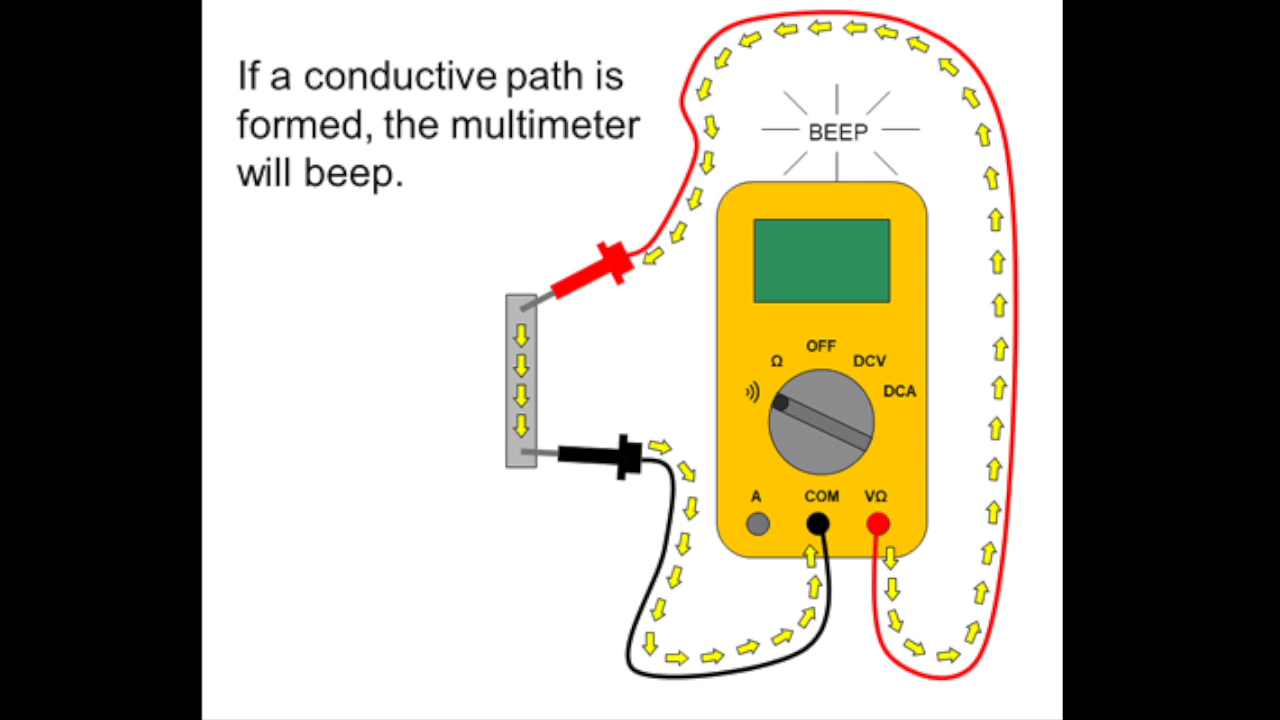 If a conductive path is
formed, the multimeter
will beep.
BEEP
OFF
Ω
DCV
DCA
A
COM
VΩ